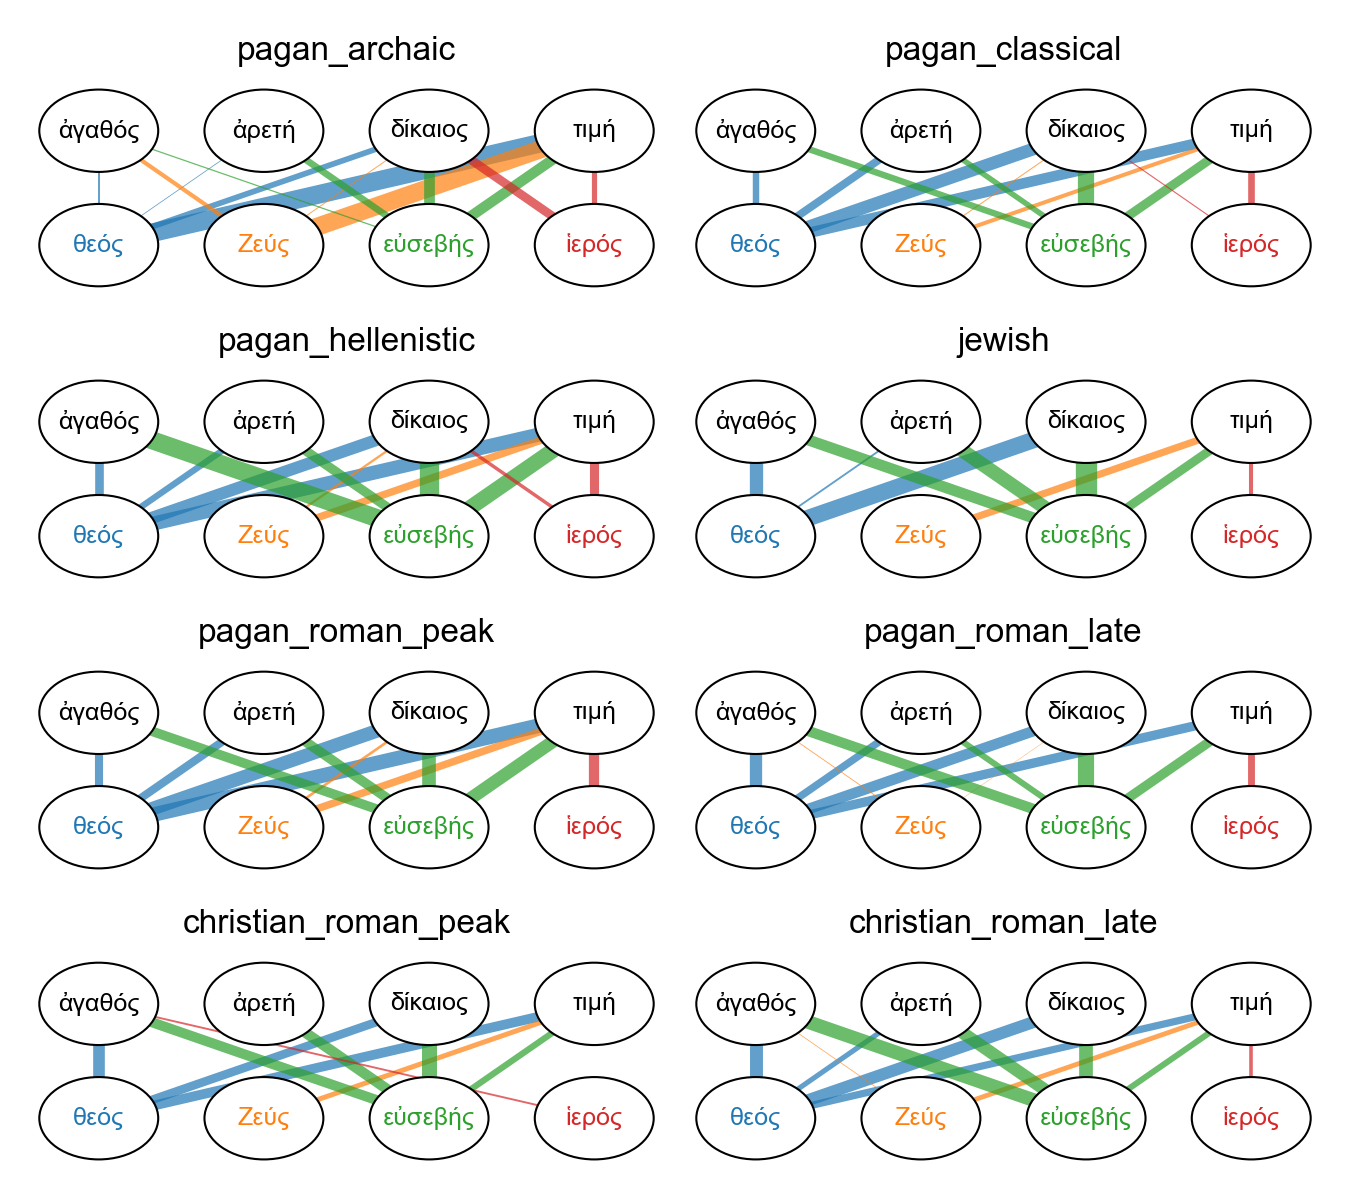 pagan_archaic
pagan_classical
ἀγαθός ἀρετή δίκαιος τιμή
ἀγαθός ἀρετή δίκαιος τιμή
θεός Ζεύς εὐσεβής ἱερός
θεός Ζεύς εὐσεβής ἱερός
pagan_hellenistic
jewish
ἀγαθός ἀρετή δίκαιος τιμή
ἀγαθός ἀρετή δίκαιος τιμή
θεός Ζεύς εὐσεβής ἱερός
θεός Ζεύς εὐσεβής ἱερός
pagan_roman_peak
pagan_roman_late
ἀγαθός ἀρετή δίκαιος τιμή
ἀγαθός ἀρετή δίκαιος τιμή
θεός Ζεύς εὐσεβής ἱερός
θεός Ζεύς εὐσεβής ἱερός
christian_roman_peak
christian_roman_late
ἀγαθός ἀρετή δίκαιος τιμή
ἀγαθός ἀρετή δίκαιος τιμή
θεός Ζεύς εὐσεβής ἱερός
θεός Ζεύς εὐσεβής ἱερός